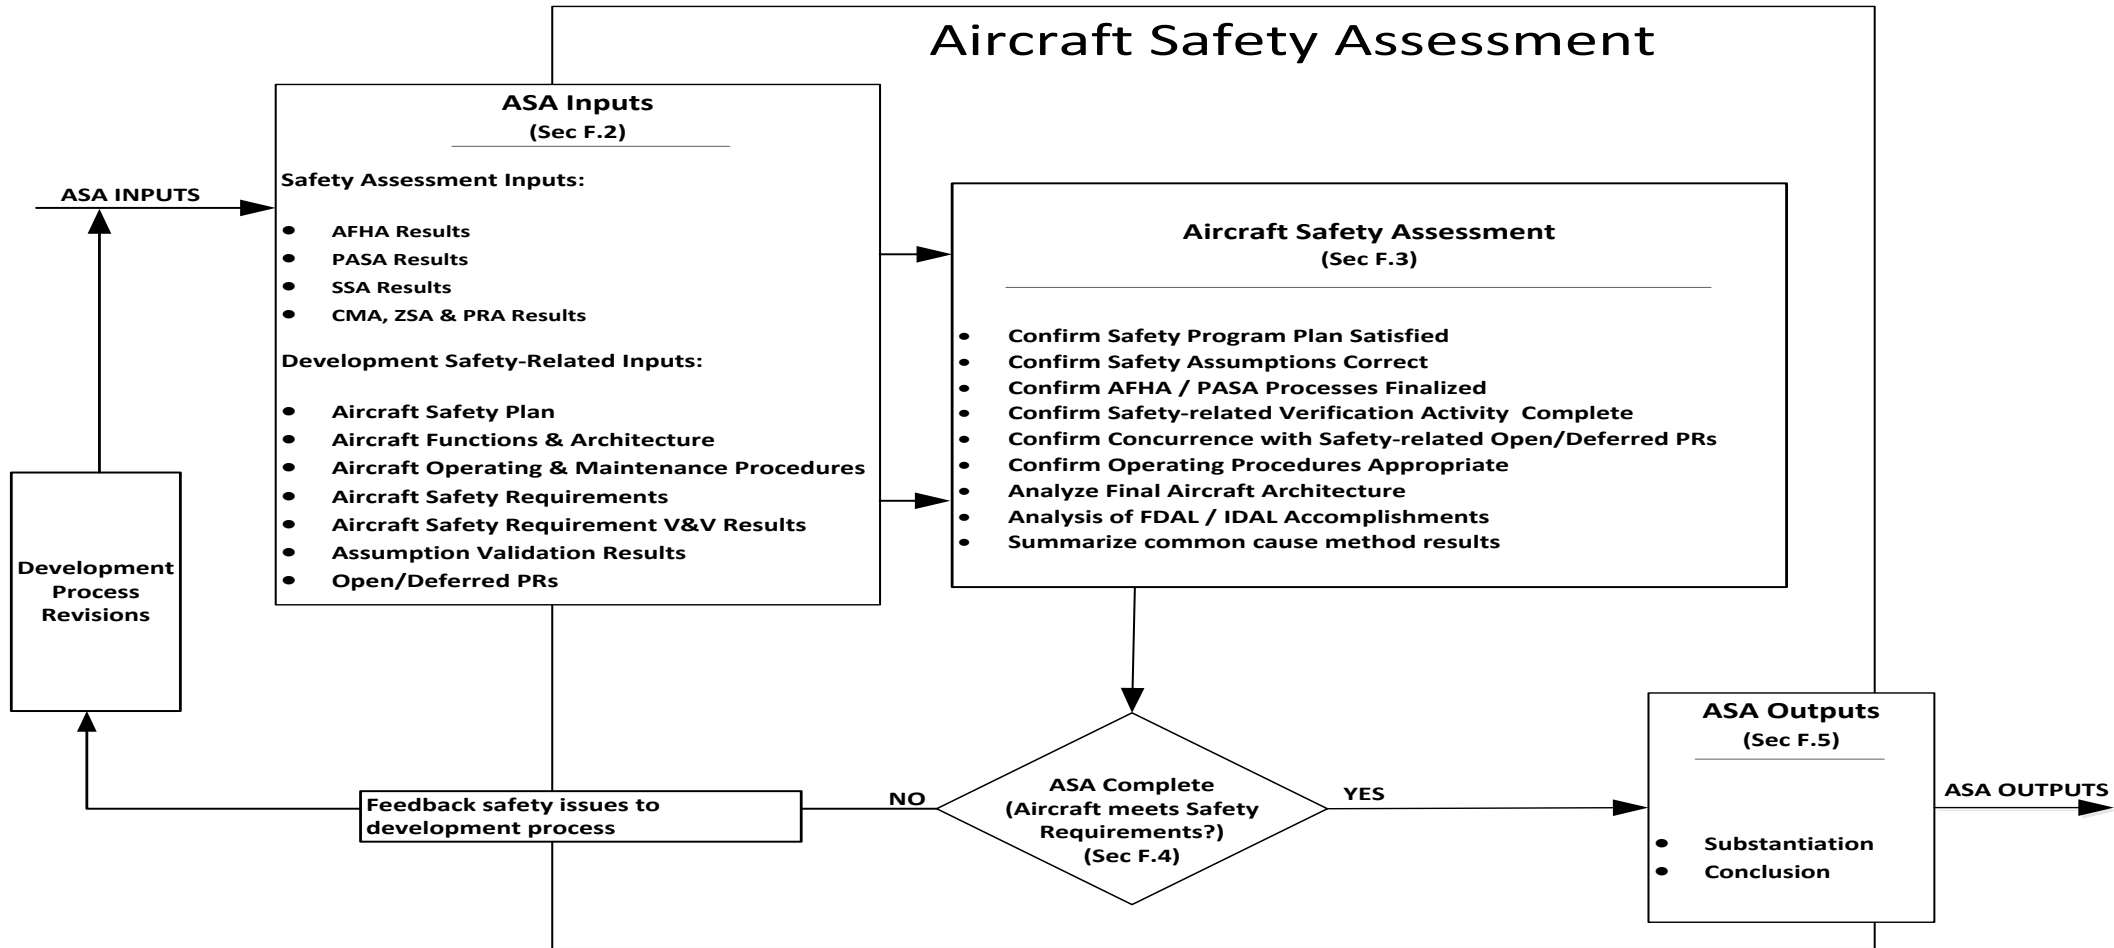 Aircraft Safety Assessment
ASA Inputs
(Sec F.2)
Safety Assessment Inputs:
• AFHA Results
• PASA Results
• SSA Results
• CMA, ZSA & PRA Results
Development Safety-Related Inputs:
• Aircraft Safety Plan
• Aircraft Functions & Architecture
• Aircraft Operating & Maintenance Procedures
• Aircraft Safety Requirements
• Aircraft Safety Requirement V&V Results
• Assumption Validation Results
• Open/Deferred PRs
ASA INPUTS
Development
Process
Revisions
Aircraft Safety Assessment
(Sec F.3)
• Confirm Safety Program Plan Satisfied
• Confirm Safety Assumptions Correct
• Confirm AFHA / PASA Processes Finalized
• Confirm Safety-related Verification Activity  Complete
• Confirm Concurrence with Safety-related Open/Deferred PRs
• Confirm Operating Procedures Appropriate
• Analyze Final Aircraft Architecture
• Analysis of FDAL / IDAL Accomplishments
• Summarize common cause method results
ASA Complete
(Aircraft meets Safety
Requirements?)
(Sec F.4)
NO
YES
Feedback safety issues to
development process
ASA Outputs
(Sec F.5)
• Substantiation
• Conclusion
ASA OUTPUTS